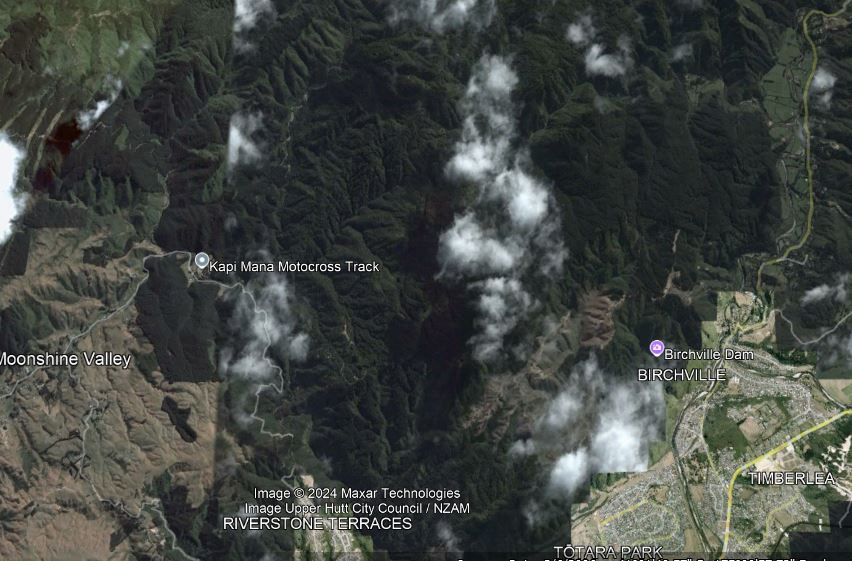 Kapi Mana Motocross Track
Moonshine Valley
Birchville Dam
BIRCHVILLE
TIMBERLEA
Image © 2024 Maxar Technologies
Image Upper Hutt City Council / NZAM
RIVERSTONE TERRACES
TŌTARA PARK